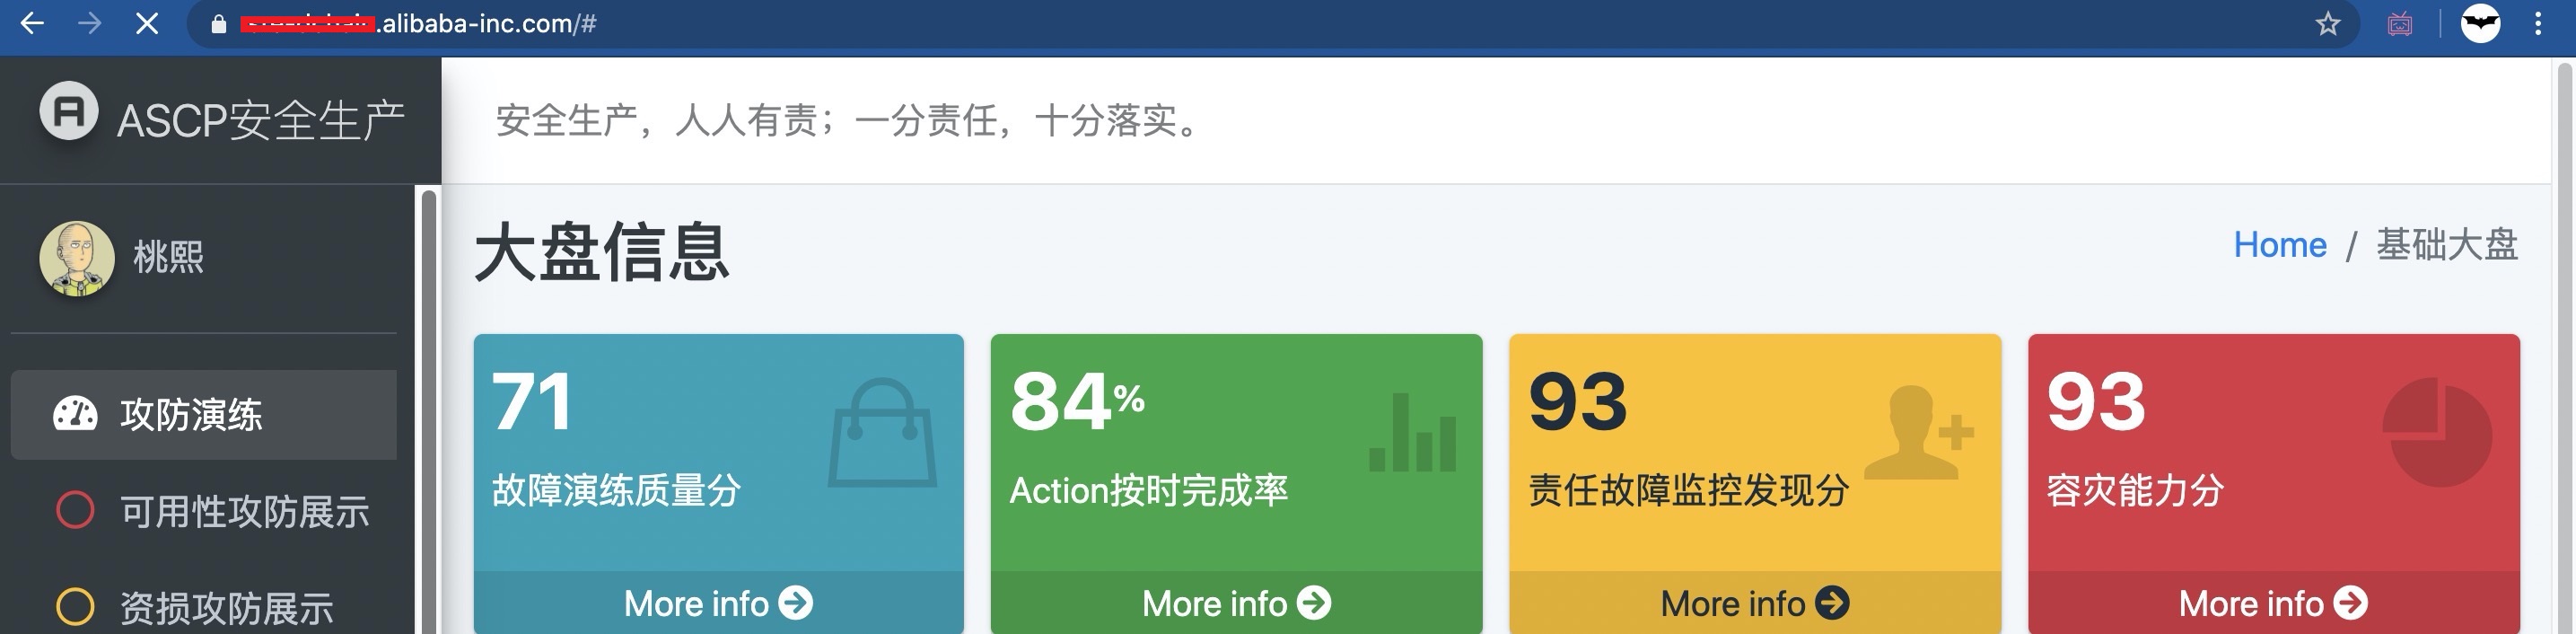 .alibaba-inc.com/#
ASCP安全生产
安全生产，人人有责；一分责任，十分落实。
桃熙
大盘信息
Home / 基础大盘
攻防演练
可用性攻防展示
资损攻防展示
71
故障演练质量分
More info
84%
Action按时完成率
More info
93
责任故障监控发现分
More info
93
容灾能力分
More info